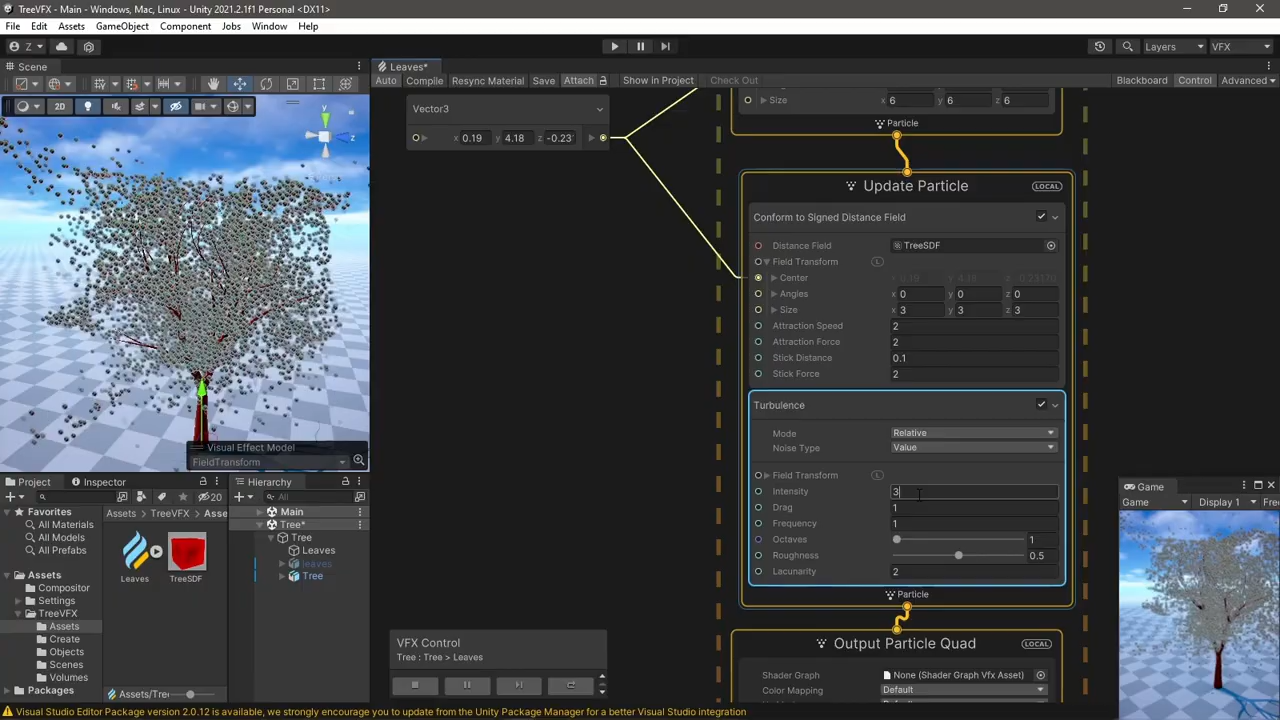 TreeVFX - Main - Windows, Mac, Linux - Unity 2021.2.1f1 Personal <DX11>
File Edit Assets GameObject Component Jobs Window Help
Z Layers VFX
Scene Leaves*
Auto Compile Resync Material Save Attach Show in Project Check Out Blackboard Control Advanced
2D
Vector3
x 0.19 y 4.18 z -0.23
Size x 6 y 6 z 6
Particle
Update Particle LOCAL
Conform to Signed Distance Field
Distance Field TreeSDF
Field Transform L
Center x 0.19 y 4.18 z
Angles x 0 y 0 z 0
Size x 3 y 3 z 3
Attraction Speed 2
Attraction Force 2
Stick Distance 0.1
Stick Force 2
Turbulence
Mode Relative
Noise Type Value
Field Transform L
Intensity 3
Drag 1
Frequency 1
Octaves 1
Roughness 0.5
Lacunarity 2
Particle
Output Particle Quad LOCAL
Shader Graph None (Shader Graph Vfx Asset)
Color Mapping Default
y
z
Visual Effect Model
FieldTransform
VFX Control
Tree : Tree > Leaves
Project Inspector
20
Favorites
All Materials
All Models
All Prefabs
Assets
Compositor
Settings
TreeVFX
Assets
Create
Objects
Scenes
Volumes
Packages
Assets > TreeVFX > Asse
Leaves TreeSDF
Assets/Tree
Hierarchy
All
Main
Tree*
Tree
Leaves
leaves
Tree
Game
Game Display 1 Free
Visual Studio Editor Package version 2.0.12 is available, we strongly encourage you to update from the Unity Package Manager for a better Visual Studio integration